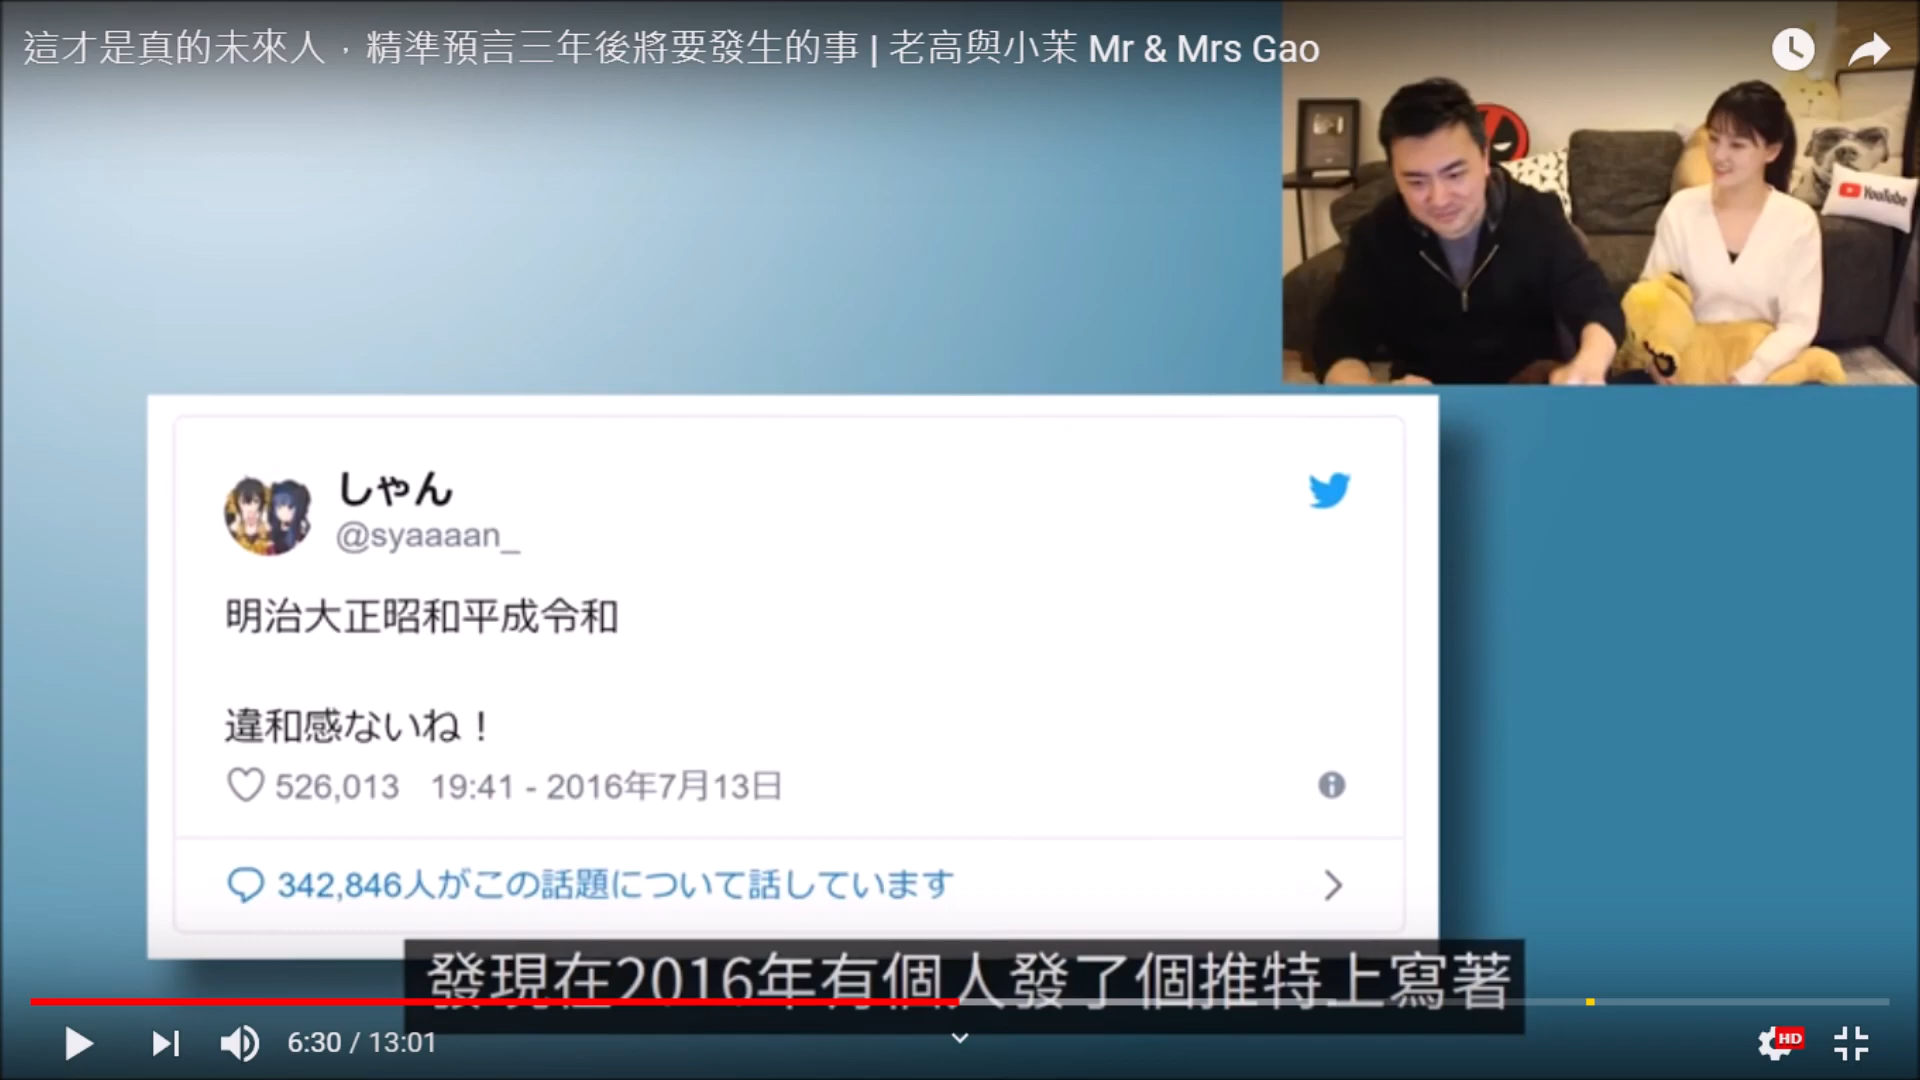 這才是真的未來人，精準預言三年後將要發生的事 | 老高與小茉 Mr & Mrs Gao
YouTube
しゃん
@syaaaan_
明治大正昭和平成令和
違和感ないね！
526,013 19:41 - 2016年7月13日
342,846人がこの話題について話しています
發現在2016年有個人發了個推特上寫著
6:30 / 13:01
HD